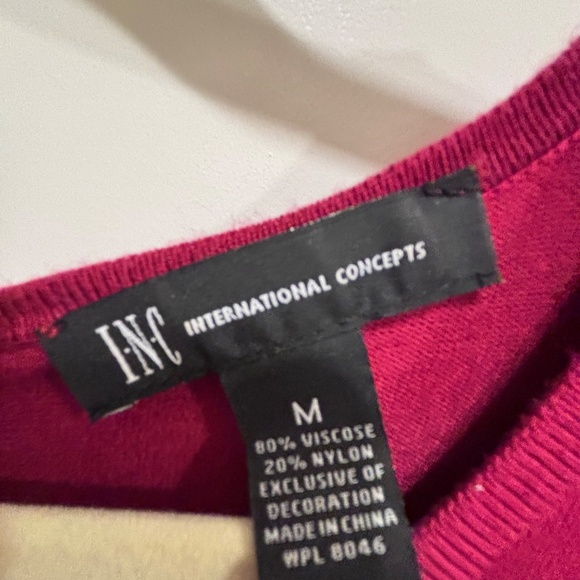 I·N·C INTERNATIONAL CONCEPTS
M
80% VISCOSE
20% NYLON
EXCLUSIVE OF
DECORATION
MADE IN CHINA
WPL 8046